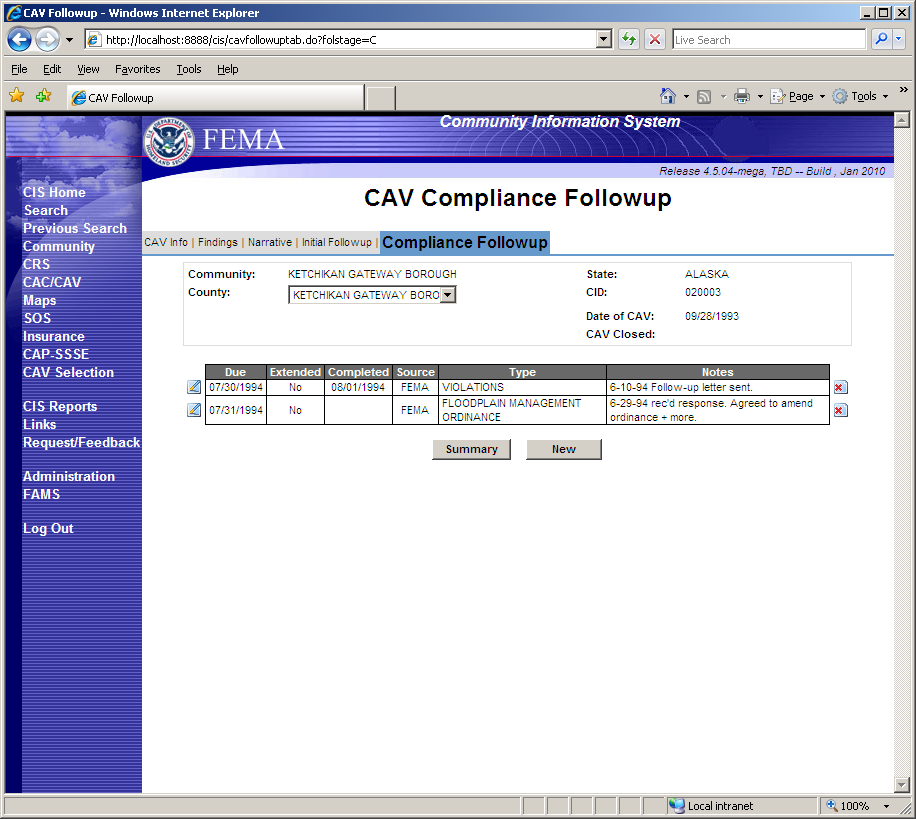 CAV Followup - Windows Internet Explorer
http://localhost:8888/cis/cavfollowuptab.do?folstage=C
Live Search
File Edit View Favorites Tools Help
CAV Followup
Page Tools »
FEMA
Community Information System
Release 4.5.04-mega, TBD -- Build , Jan 2010
CIS Home
Search
Previous Search
Community
CRS
CAC/CAV
Maps
SOS
Insurance
CAP-SSSE
CAV Selection
CIS Reports
Links
Request/Feedback
Administration
FAMS
Log Out
CAV Compliance Followup
CAV Info | Findings | Narrative | Initial Followup | Compliance Followup
Community: KETCHIKAN GATEWAY BOROUGH State: ALASKA
County: KETCHIKAN GATEWAY BORO CID: 020003
Date of CAV: 09/28/1993
CAV Closed:
Due Extended Completed Source Type Notes
07/30/1994 No 08/01/1994 FEMA VIOLATIONS 6-10-94 Follow-up letter sent.
07/31/1994 No FEMA FLOODPLAIN MANAGEMENT ORDINANCE 6-29-94 rec'd response. Agreed to amend ordinance + more.
Summary New
Local intranet 100%